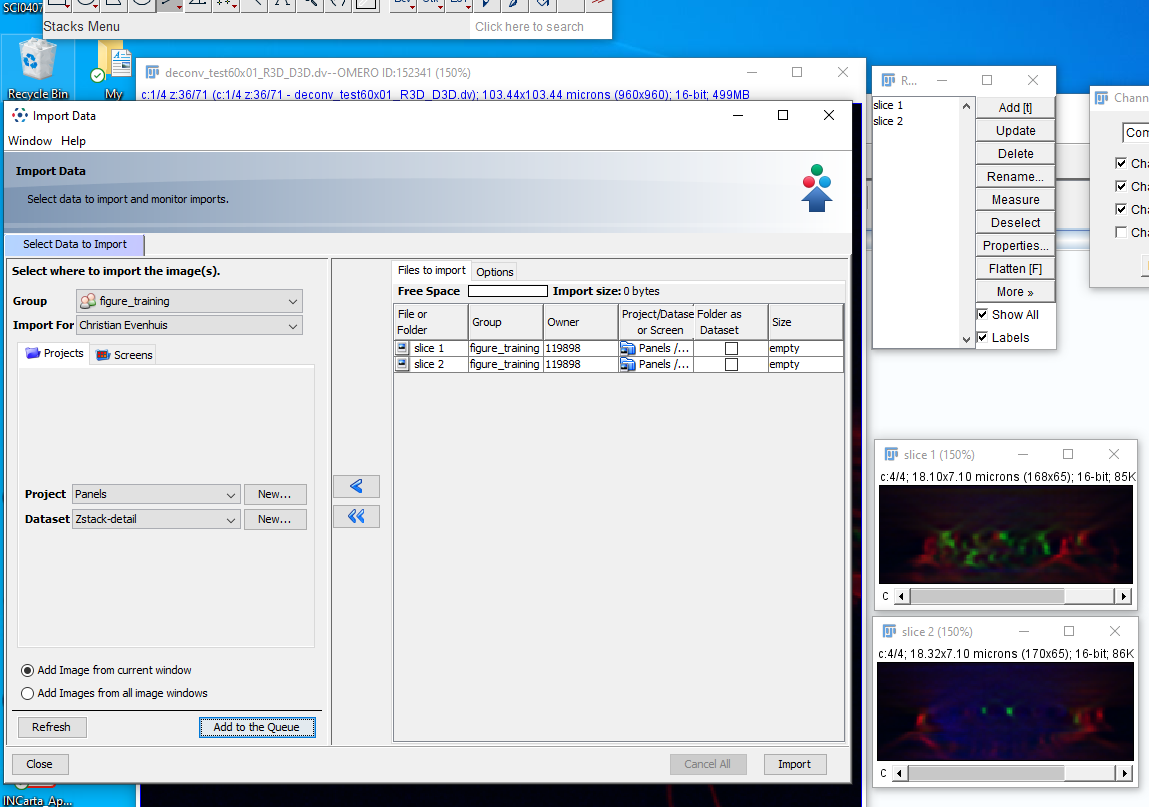 SCI0407
Stacks Menu
Click here to search
Recycle Bin
My
deconv_test60x01_R3D_D3D.dv--OMERO ID:152341 (150%)
c:1/4 z:36/71 (c:1/4 z:36/71 - deconv_test60x01_R3D_D3D.dv); 103.44x103.44 microns (960x960); 16-bit; 499MB
Import Data
Window Help
Import Data
Select data to import and monitor imports.
Select Data to Import
Select where to import the image(s).
Group figure_training
Import For Christian Evenhuis
Projects Screens
Project Panels New...
Dataset Zstack-detail New...
Add Image from current window
Add Images from all image windows
Refresh Add to the Queue
Close
Files to import Options
Free Space Import size: 0 bytes
File or Folder Group Owner Project/Datase or Screen Folder as Dataset Size
slice 1 figure_training 119898 Panels /... empty
slice 2 figure_training 119898 Panels /... empty
Cancel All Import
R...
slice 1
slice 2
Add [t]
Update
Delete
Rename...
Measure
Deselect
Properties...
Flatten [F]
More »
Show All
Labels
Chann
Com
Cha
Cha
Cha
Cha
slice 1 (150%)
c:4/4; 18.10x7.10 microns (168x65); 16-bit; 85K
C
slice 2 (150%)
c:4/4; 18.32x7.10 microns (170x65); 16-bit; 86K
C
INCarta_Ap...